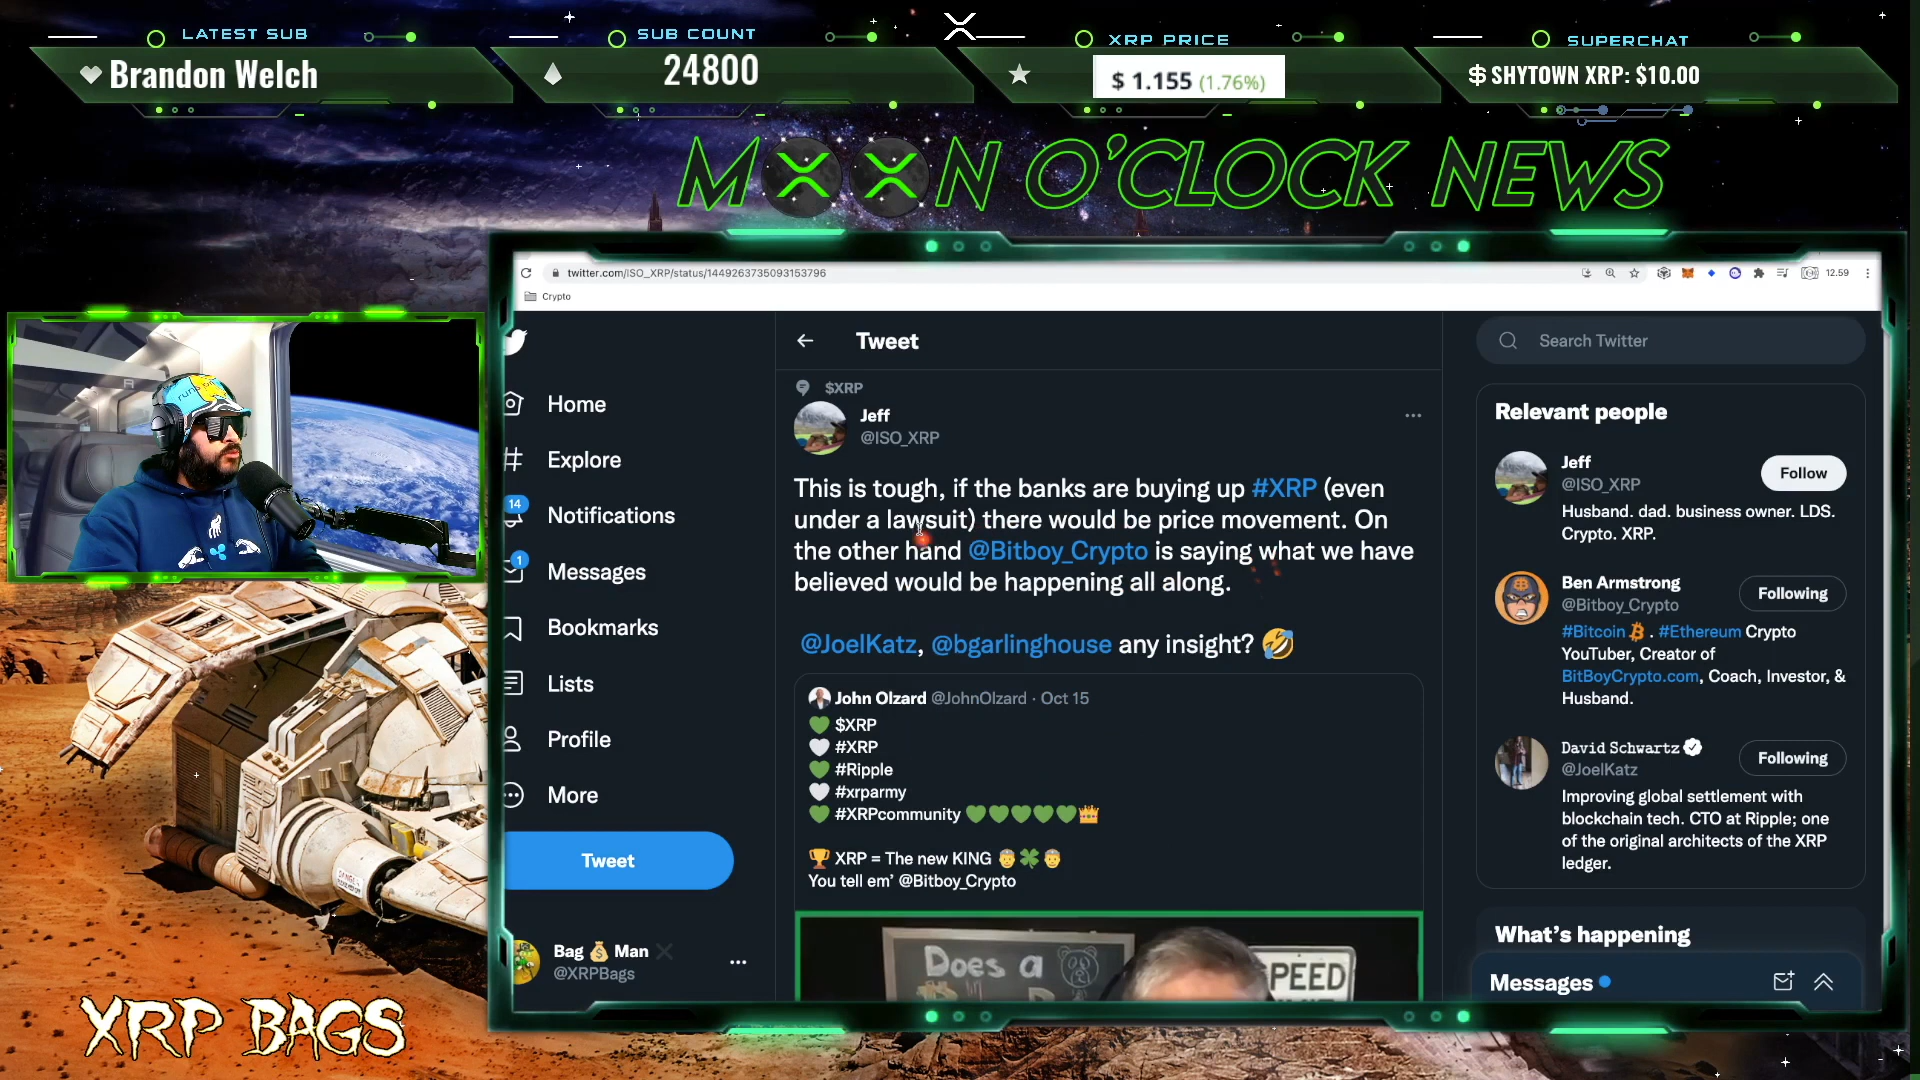 LATEST SUB
Brandon Welch
SUB COUNT
24800
XRP PRICE
$ 1.155 (1.76%)
SUPERCHAT
$ SHYTOWN XRP: $10.00
MOON O'CLOCK NEWS
twitter.com/ISO_XRP/status/1449263735093153796
12.59
Crypto
Home
Explore
14
Notifications
1
Messages
Bookmarks
Lists
Profile
More
Tweet
Bag 💰 Man
@XRPBags
Tweet
$XRP
Jeff
@ISO_XRP
This is tough, if the banks are buying up #XRP (even
under a lawsuit) there would be price movement. On
the other hand @Bitboy_Crypto is saying what we have
believed would be happening all along.
@JoelKatz, @bgarlinghouse any insight? 🤣
John Olzard @JohnOlzard · Oct 15
💚 $XRP
🤍 #XRP
💚 #Ripple
🤍 #xrparmy
💚 #XRPcommunity 💚💚💚💚💚👑
🏆 XRP = The new KING 🤴🍀🤴
You tell em’ @Bitboy_Crypto
Does a
SPEED
Search Twitter
Relevant people
Jeff
@ISO_XRP
Follow
Husband. dad. business owner. LDS.
Crypto. XRP.
Ben Armstrong
@Bitboy_Crypto
Following
#Bitcoin . #Ethereum Crypto
YouTuber, Creator of
BitBoyCrypto.com, Coach, Investor, &
Husband.
David Schwartz
@JoelKatz
Following
Improving global settlement with
blockchain tech. CTO at Ripple; one
of the original architects of the XRP
ledger.
What’s happening
Messages
XRP BAGS